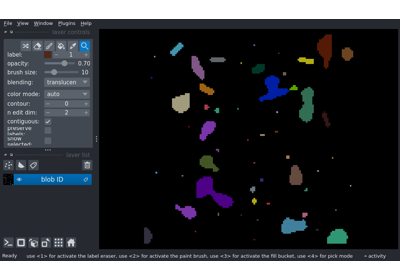 File View Window Plugins Help
layer controls
label: 1
opacity: 0.70
brush size: 10
blending: translucen
color mode: auto
contour: 0
n edit dim: 2
contiguous:
preserve
labels:
show
selected:
layer list
blob ID
Ready use <1> for activate the label eraser, use <2> for activate the paint brush, use <3> for activate the fill bucket, use <4> for pick mode activity